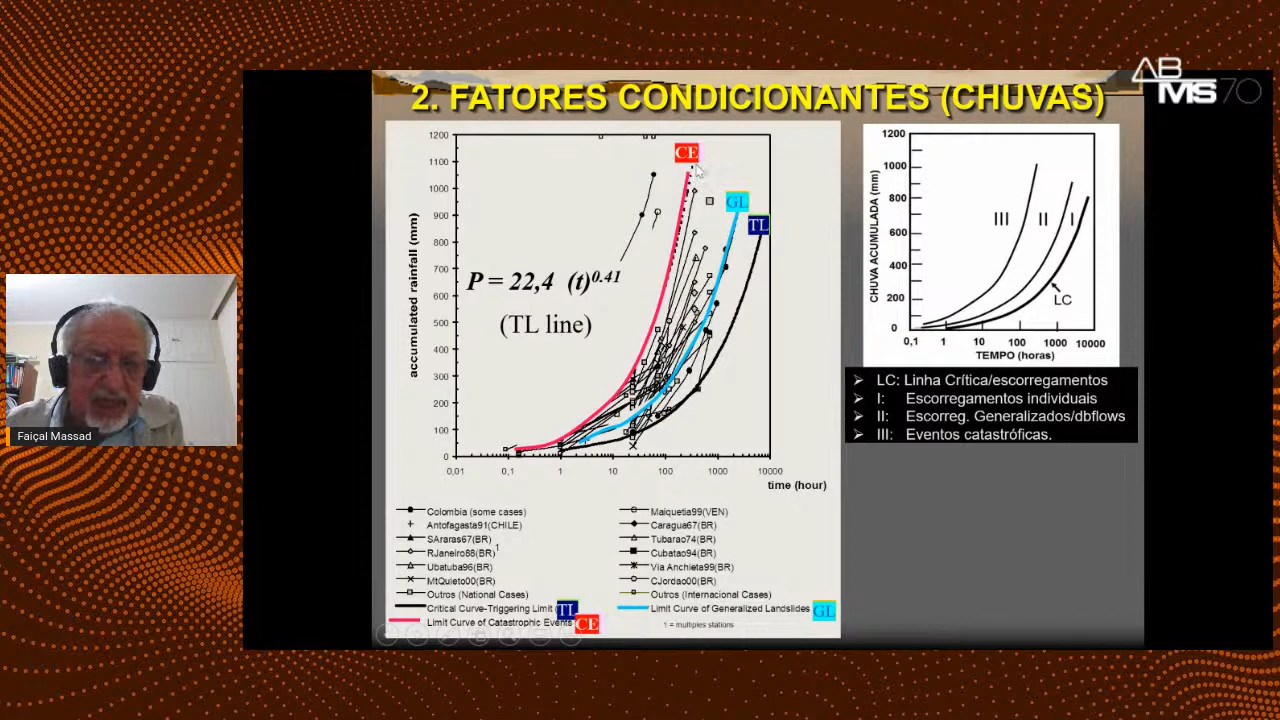 2. FATORES CONDICIONANTES (CHUVAS)
ABMS70
1200
1100
1000
900
800
700
600
500
400
300
200
100
0
accumulated rainfall (mm)
CE
GL
TL
P = 22,4 (t)0.41
(TL line)
0,01
0,1
1
10
100
1000
10000
time (hour)
Colombia (some cases)
Antofagasta91(CHILE)
SAraras67(BR)
RJaneiro88(BR)1
Ubatuba96(BR)
MtQuieto00(BR)
Outros (National Cases)
Critical Curve-Triggering Limit (
TL
Limit Curve of Catastrophic Events
CE
Maiquetia99(VEN)
Caragua67(BR)
Tubarao74(BR)
Cubatao94(BR)
Via Anchieta99(BR)
CJordao00(BR)
Outros (Internacional Cases)
Limit Curve of Generalized Landslides
GL
1 = multiples stations
1200
1000
800
600
400
200
0
CHUVA ACUMULADA (mm)
III
II
I
LC
0,1
1
10
100
1000
10000
TEMPO (horas)
LC: Linha Crítica/escorregamentos
I: Escorregamentos individuais
II: Escorreg. Generalizados/dbflows
III: Eventos catastróficas.
Faiçal Massad